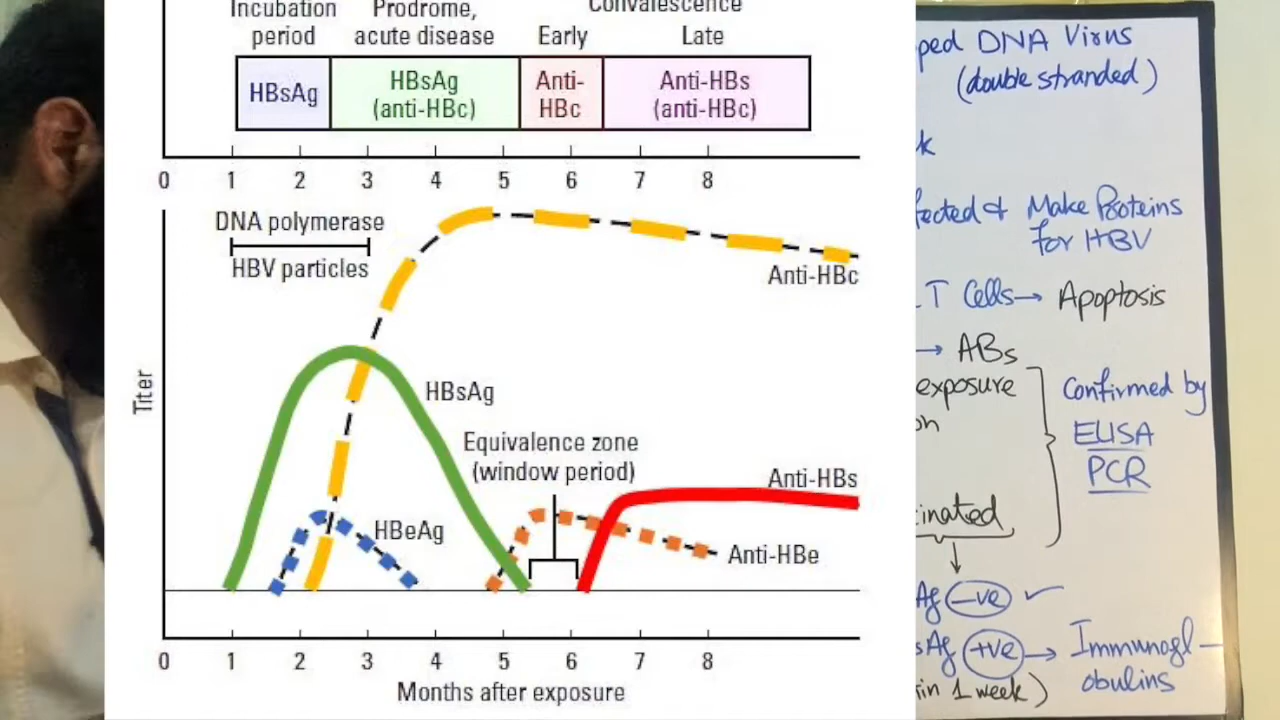 Incubation period
Prodrome, acute disease
Convalescence
Early
Late
HBsAg
HBsAg (anti-HBc)
Anti-HBc
Anti-HBs (anti-HBc)
0 1 2 3 4 5 6 7 8
DNA polymerase
HBV particles
Anti-HBc
HBsAg
Equivalence zone
(window period)
Anti-HBs
HBeAg
Anti-HBe
Titer
0 1 2 3 4 5 6 7 8
Months after exposure
DNA Virus
(double stranded)
& Make Proteins
for HBV
T Cells → Apoptosis
→ ABs
exposure
Confirmed by
ELISA
PCR
Ag -ve ✓
Ag +ve → Immunogl-
obulins
1 week)